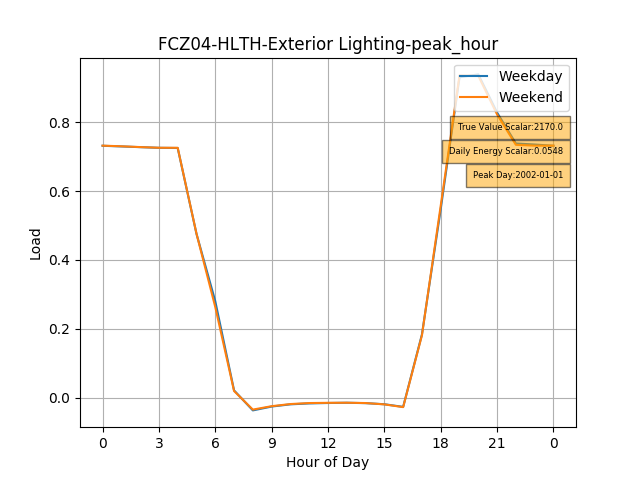 FCZ04-HLTH-Exterior Lighting-peak_hour
Weekday
Weekend
True Value Scalar:2170.0
Daily Energy Scalar:0.0548
Peak Day:2002-01-01
Load
0.8
0.6
0.4
0.2
0.0
0 3 6 9 12 15 18 21 0
Hour of Day